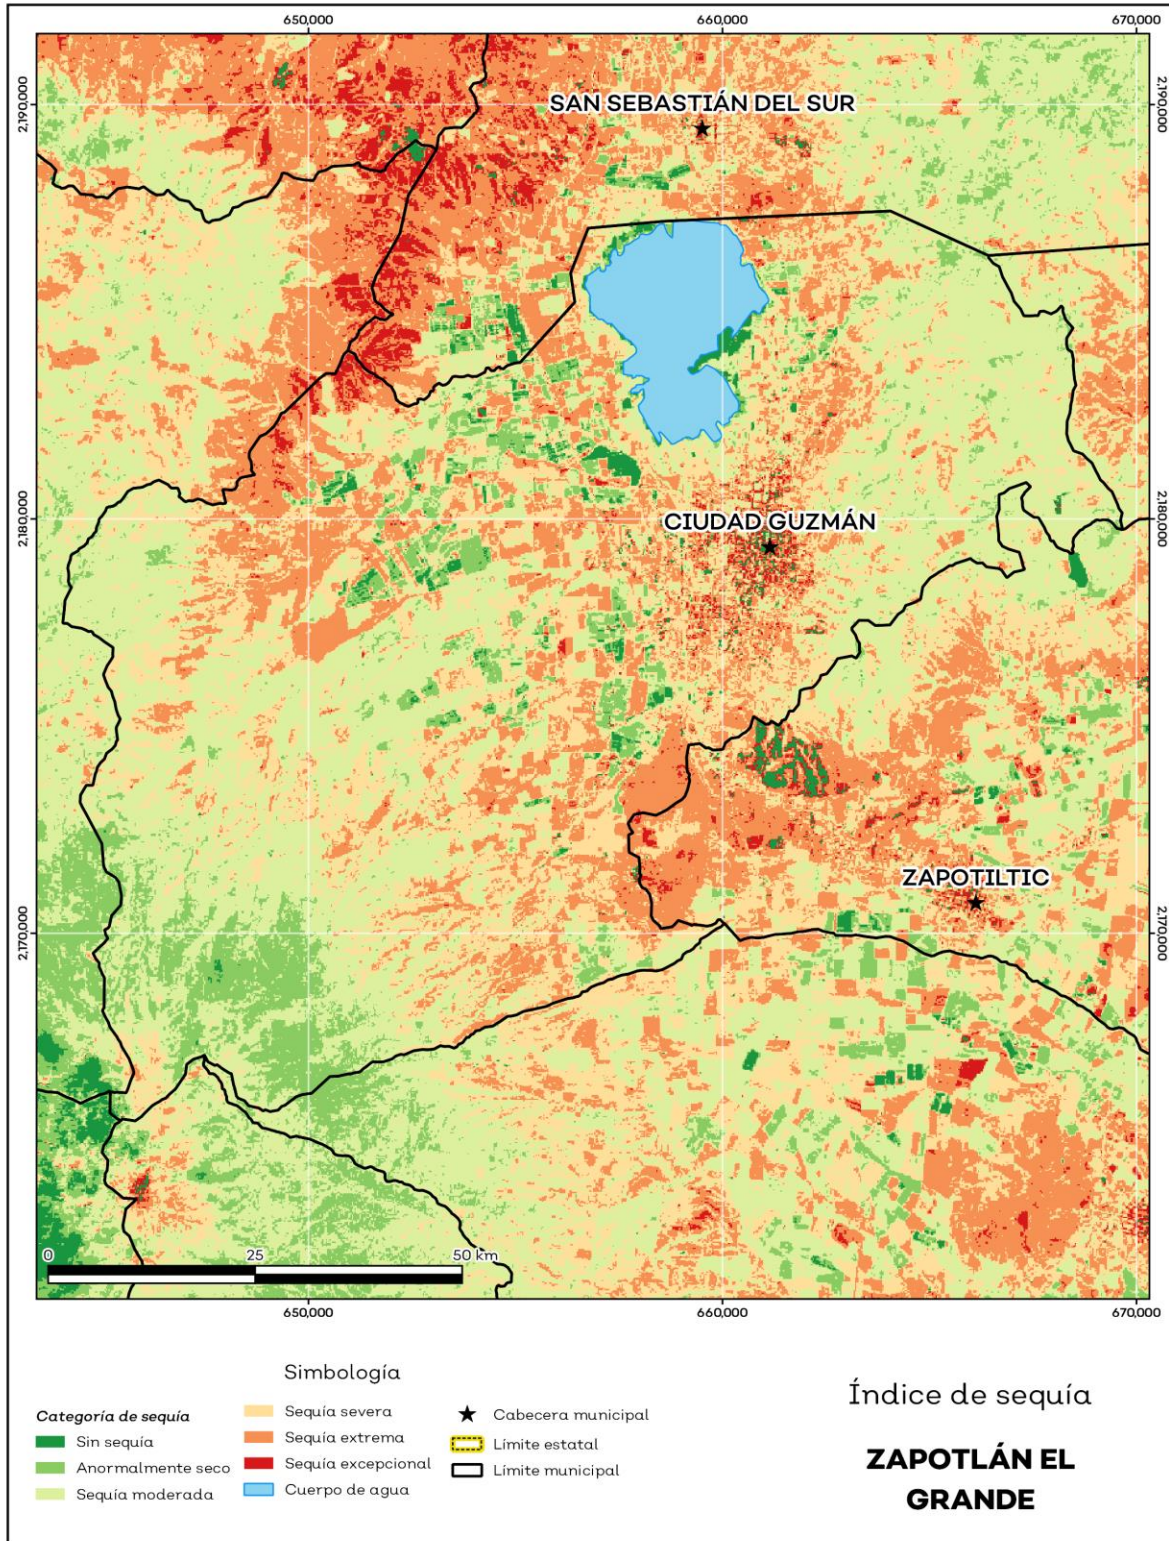 650,000
660,000
670,000
2,190,000
2,190,000
SAN SEBASTIÁN DEL SUR
2,180,000
CIUDAD GUZMÁN
2,180,000
ZAPOTILTIC
2,170,000
2,170,000
0
25
50 km
650,000
660,000
670,000
Simbología
Categoría de sequía
Sin sequía
Anormalmente seco
Sequía moderada
Sequía severa
Sequía extrema
Sequía excepcional
Cuerpo de agua
Cabecera municipal
Límite estatal
Límite municipal
Índice de sequía
ZAPOTLÁN EL
GRANDE